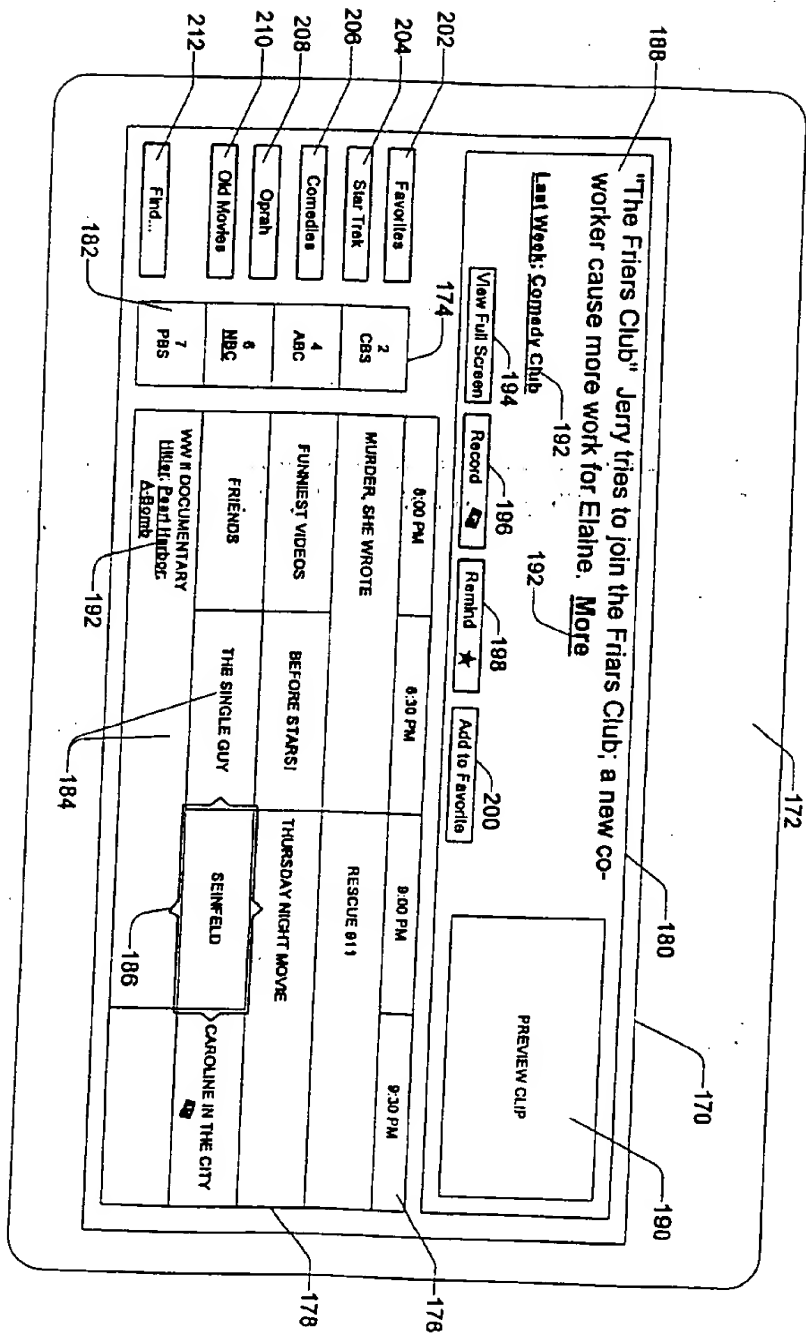 172
170
188
180
190
"The Friers Club" Jerry tries to join the Friars Club; a new co-
worker cause more work for Elaine. More
192
Last Week; Comedy Club
192
PREVIEW CLIP
194
196
198
200
View Full Screen
Record
Remind ★
Add to Favorite
202
204
206
208
210
212
Favorites
Star Trek
Comedies
Oprah
Old Movies
Find...
174
182
2
CBS
4
ABC
6
NBC
7
PBS
8:00 PM
8:30 PM
9:00 PM
9:30 PM
176
178
MURDER, SHE WROTE
RESCUE 911
FUNNIEST VIDEOS
BEFORE STARS!
THURSDAY NIGHT MOVIE
FRIENDS
THE SINGLE GUY
SEINFELD
CAROLINE IN THE CITY
WW II DOCUMENTARY
Hitler; Pearl Harbor;
A-Bomb
192
184
186